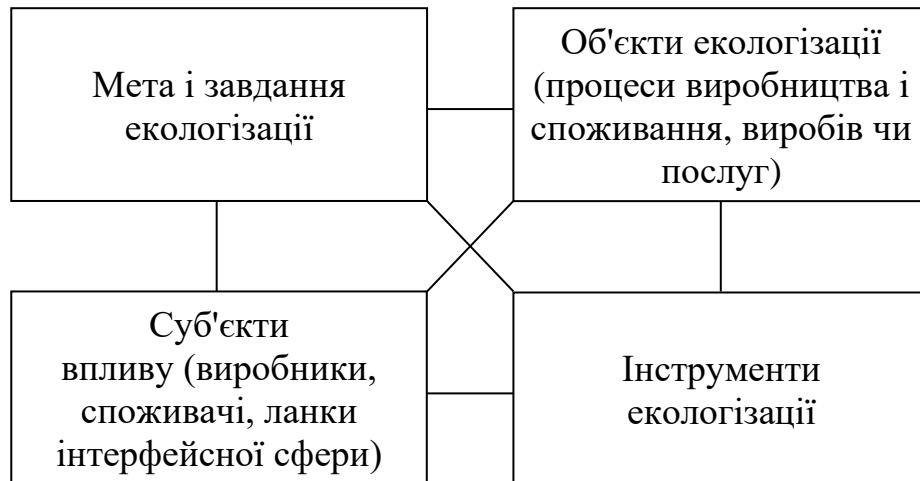 Мета і завдання
екологізації
Об'єкти екологізації
(процеси виробництва і
споживання, виробів чи
послуг)
Суб'єкти
впливу (виробники,
споживачі, ланки
інтерфейсної сфери)
Інструменти
екологізації